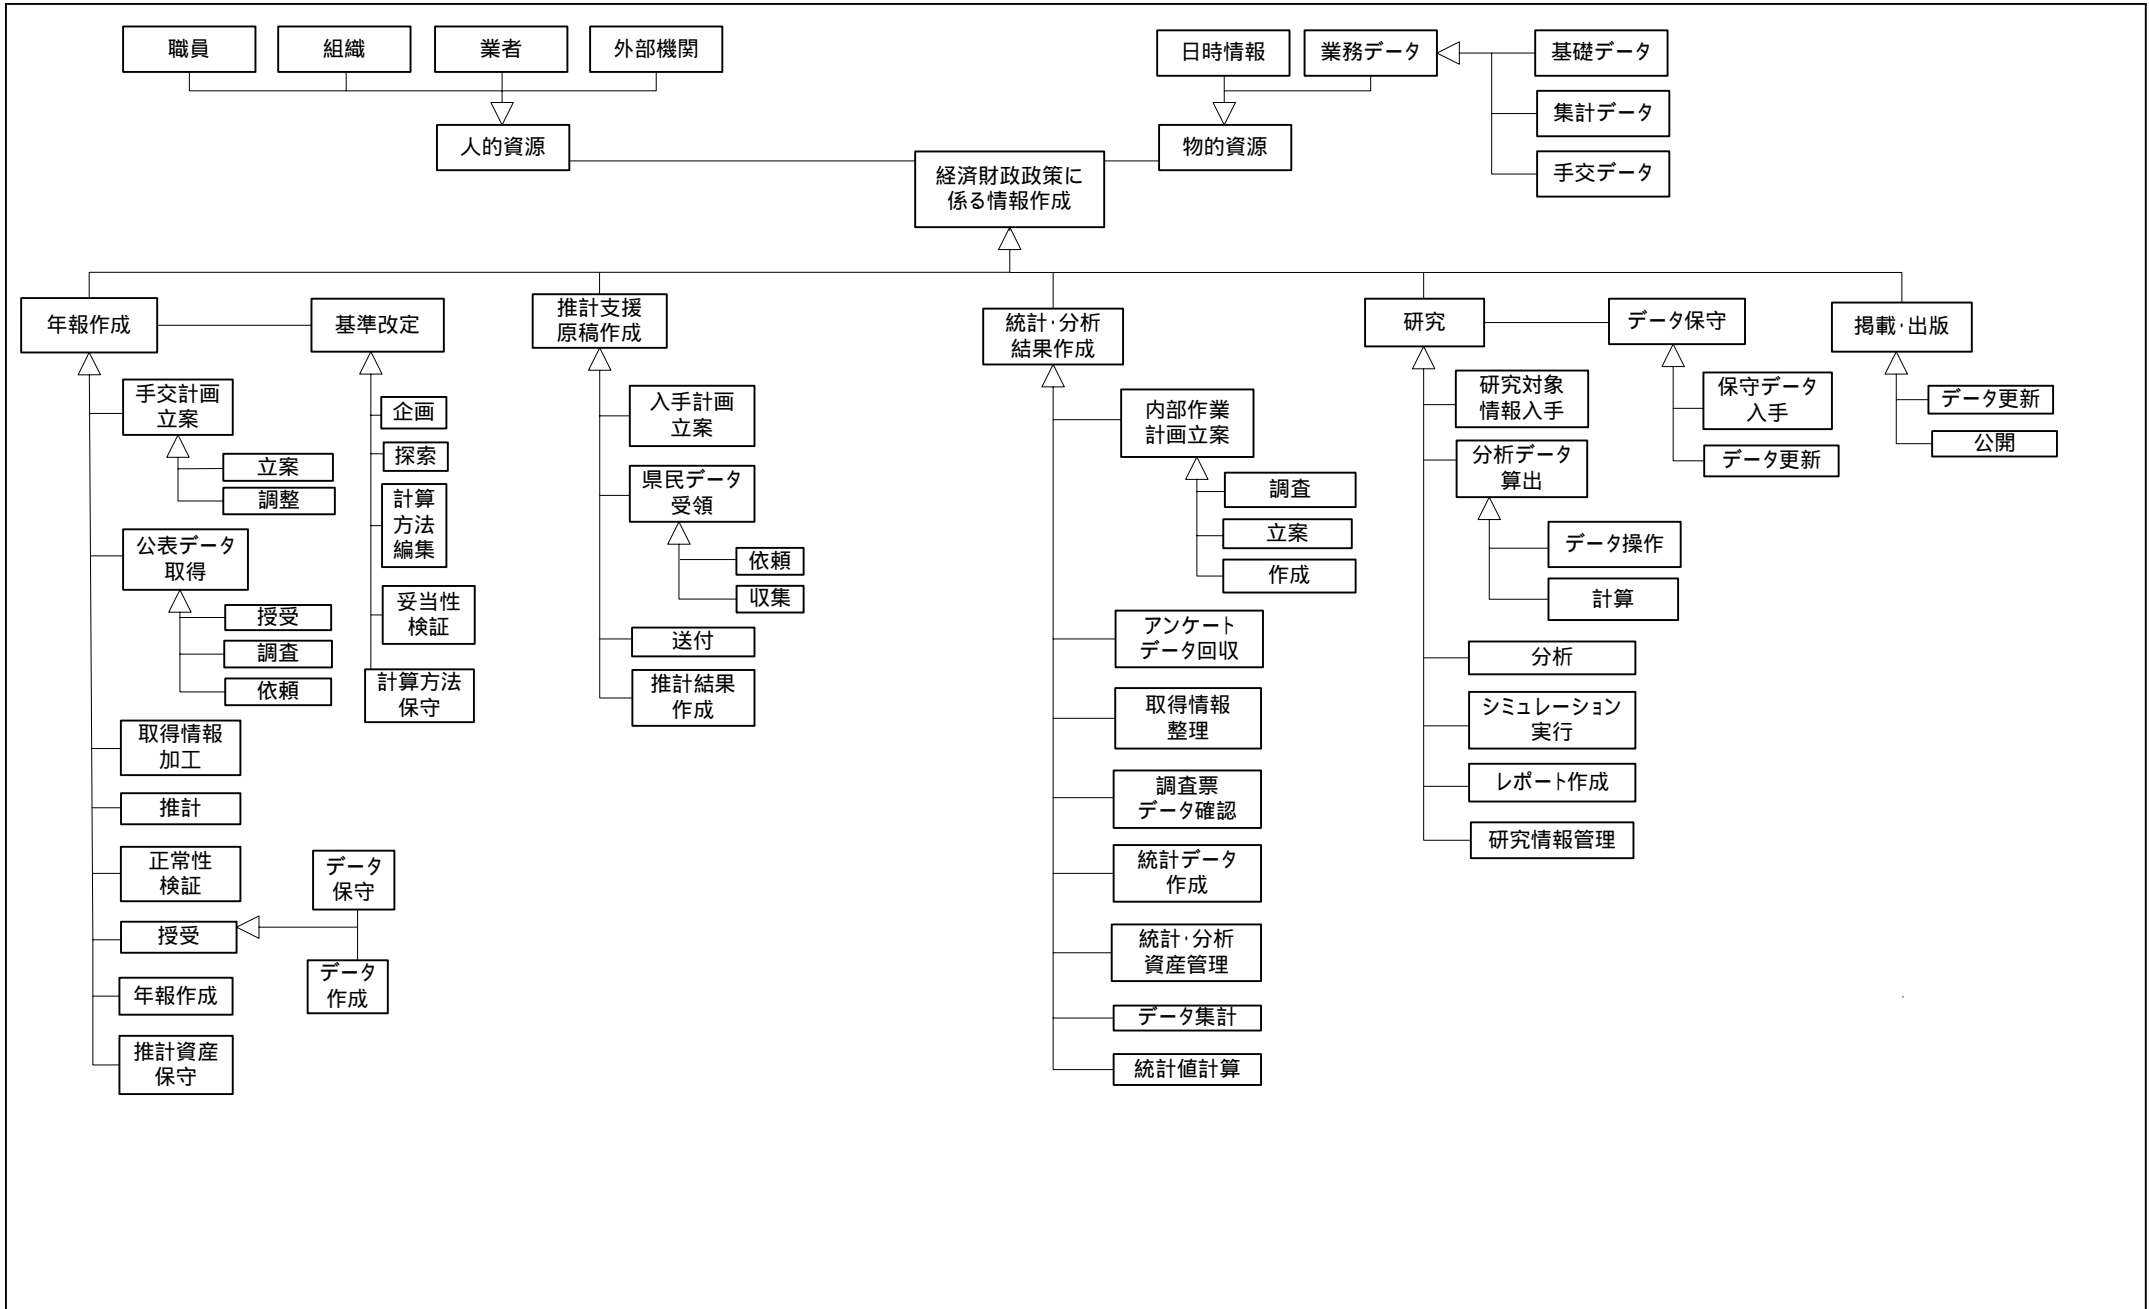 職員
組織
業者
外部機関
日時情報
業務データ
基礎データ
集計データ
手交データ
人的資源
物的資源
経済財政政策に
係る情報作成
年報作成
基準改定
推計支援
原稿作成
統計・分析
結果作成
研究
データ保守
掲載・出版
手交計画
立案
立案
調整
公表データ
取得
授受
調査
依頼
取得情報
加工
推計
正常性
検証
授受
データ
保守
データ
作成
年報作成
推計資産
保守
企画
探索
計算
方法
編集
妥当性
検証
計算方法
保守
入手計画
立案
県民データ
受領
依頼
収集
送付
推計結果
作成
内部作業
計画立案
調査
立案
作成
アンケート
データ回収
取得情報
整理
調査票
データ確認
統計データ
作成
統計・分析
資産管理
データ集計
統計値計算
研究対象
情報入手
分析データ
算出
データ操作
計算
分析
シミュレーション
実行
レポート作成
研究情報管理
保守データ
入手
データ更新
データ更新
公開